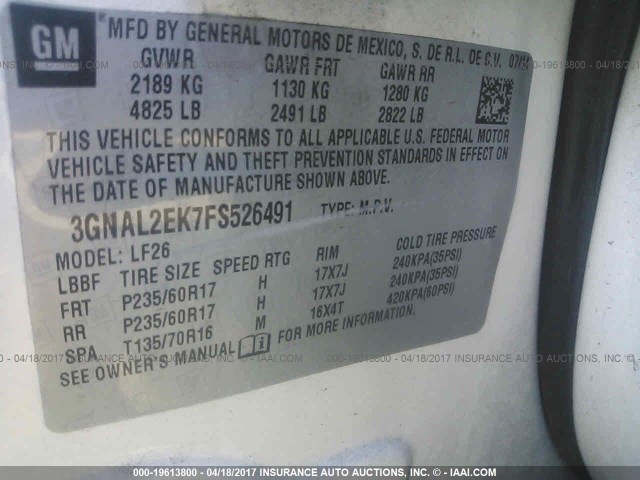 GM
MFD BY GENERAL MOTORS DE MEXICO, S. DE R.L. DE C.V. 07/14
GVWR GAWR FRT GAWR RR
2189 KG 1130 KG 1280 KG
4825 LB 2491 LB 2822 LB
THIS VEHICLE CONFORMS TO ALL APPLICABLE U.S. FEDERAL MOTOR
VEHICLE SAFETY AND THEFT PREVENTION STANDARDS IN EFFECT ON
THE DATE OF MANUFACTURE SHOWN ABOVE.
3GNAL2EK7FS526491 TYPE: M.P.V.
MODEL: LF26
LBBF TIRE SIZE SPEED RTG RIM COLD TIRE PRESSURE
FRT P235/60R17 H 17X7J 240KPA(35PSI)
RR P235/60R17 H 17X7J 240KPA(35PSI)
SPA T135/70R16 M 16X4T 420KPA(60PSI)
SEE OWNER'S MANUAL FOR MORE INFORMATION.
000-19613800 - 04/18/2017 INSURANCE AUTO AUCTIONS, INC. - © IAAI.COM